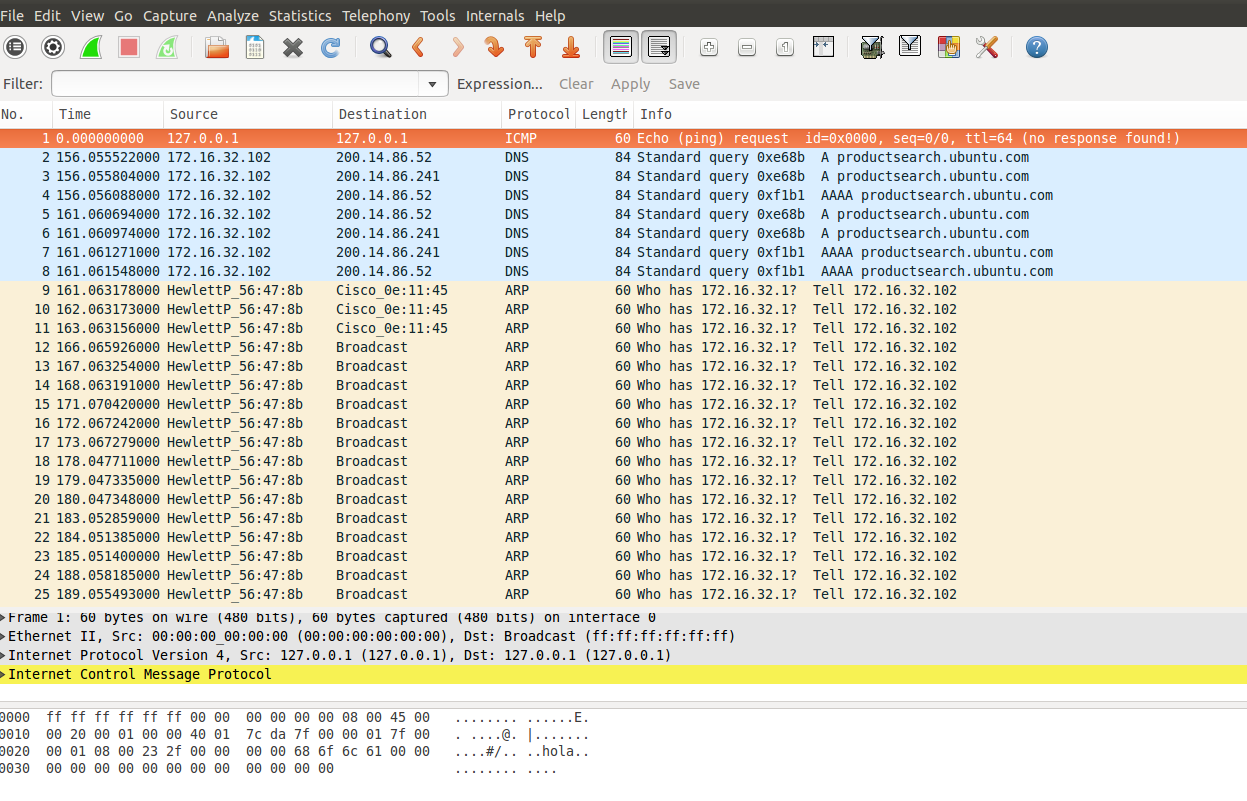 File Edit View Go Capture Analyze Statistics Telephony Tools Internals Help
Filter: Expression... Clear Apply Save
No. Time Source Destination Protocol Length Info
1 0.000000000 127.0.0.1 127.0.0.1 ICMP 60 Echo (ping) request id=0x0000, seq=0/0, ttl=64 (no response found!)
2 156.055522000 172.16.32.102 200.14.86.52 DNS 84 Standard query 0xe68b A productsearch.ubuntu.com
3 156.055804000 172.16.32.102 200.14.86.241 DNS 84 Standard query 0xe68b A productsearch.ubuntu.com
4 156.056088000 172.16.32.102 200.14.86.52 DNS 84 Standard query 0xf1b1 AAAA productsearch.ubuntu.com
5 161.060694000 172.16.32.102 200.14.86.52 DNS 84 Standard query 0xe68b A productsearch.ubuntu.com
6 161.060974000 172.16.32.102 200.14.86.241 DNS 84 Standard query 0xe68b A productsearch.ubuntu.com
7 161.061271000 172.16.32.102 200.14.86.241 DNS 84 Standard query 0xf1b1 AAAA productsearch.ubuntu.com
8 161.061548000 172.16.32.102 200.14.86.52 DNS 84 Standard query 0xf1b1 AAAA productsearch.ubuntu.com
9 161.063178000 HewlettP_56:47:8b Cisco_0e:11:45 ARP 60 Who has 172.16.32.1? Tell 172.16.32.102
10 162.063173000 HewlettP_56:47:8b Cisco_0e:11:45 ARP 60 Who has 172.16.32.1? Tell 172.16.32.102
11 163.063156000 HewlettP_56:47:8b Cisco_0e:11:45 ARP 60 Who has 172.16.32.1? Tell 172.16.32.102
12 166.065926000 HewlettP_56:47:8b Broadcast ARP 60 Who has 172.16.32.1? Tell 172.16.32.102
13 167.063254000 HewlettP_56:47:8b Broadcast ARP 60 Who has 172.16.32.1? Tell 172.16.32.102
14 168.063191000 HewlettP_56:47:8b Broadcast ARP 60 Who has 172.16.32.1? Tell 172.16.32.102
15 171.070420000 HewlettP_56:47:8b Broadcast ARP 60 Who has 172.16.32.1? Tell 172.16.32.102
16 172.067242000 HewlettP_56:47:8b Broadcast ARP 60 Who has 172.16.32.1? Tell 172.16.32.102
17 173.067279000 HewlettP_56:47:8b Broadcast ARP 60 Who has 172.16.32.1? Tell 172.16.32.102
18 178.047711000 HewlettP_56:47:8b Broadcast ARP 60 Who has 172.16.32.1? Tell 172.16.32.102
19 179.047335000 HewlettP_56:47:8b Broadcast ARP 60 Who has 172.16.32.1? Tell 172.16.32.102
20 180.047348000 HewlettP_56:47:8b Broadcast ARP 60 Who has 172.16.32.1? Tell 172.16.32.102
21 183.052859000 HewlettP_56:47:8b Broadcast ARP 60 Who has 172.16.32.1? Tell 172.16.32.102
22 184.051385000 HewlettP_56:47:8b Broadcast ARP 60 Who has 172.16.32.1? Tell 172.16.32.102
23 185.051400000 HewlettP_56:47:8b Broadcast ARP 60 Who has 172.16.32.1? Tell 172.16.32.102
24 188.058185000 HewlettP_56:47:8b Broadcast ARP 60 Who has 172.16.32.1? Tell 172.16.32.102
25 189.055493000 HewlettP_56:47:8b Broadcast ARP 60 Who has 172.16.32.1? Tell 172.16.32.102
Frame 1: 60 bytes on wire (480 bits), 60 bytes captured (480 bits) on interface 0
Ethernet II, Src: 00:00:00_00:00:00 (00:00:00:00:00:00), Dst: Broadcast (ff:ff:ff:ff:ff:ff)
Internet Protocol Version 4, Src: 127.0.0.1 (127.0.0.1), Dst: 127.0.0.1 (127.0.0.1)
Internet Control Message Protocol
0000 ff ff ff ff ff ff 00 00 00 00 00 00 08 00 45 00 ........ ......E.
0010 00 20 00 01 00 00 40 01 7c da 7f 00 00 01 7f 00 . ....@. |.......
0020 00 01 08 00 23 2f 00 00 00 00 68 6f 6c 61 00 00 ....#/.. ..hola..
0030 00 00 00 00 00 00 00 00 00 00 00 00 ........ ....